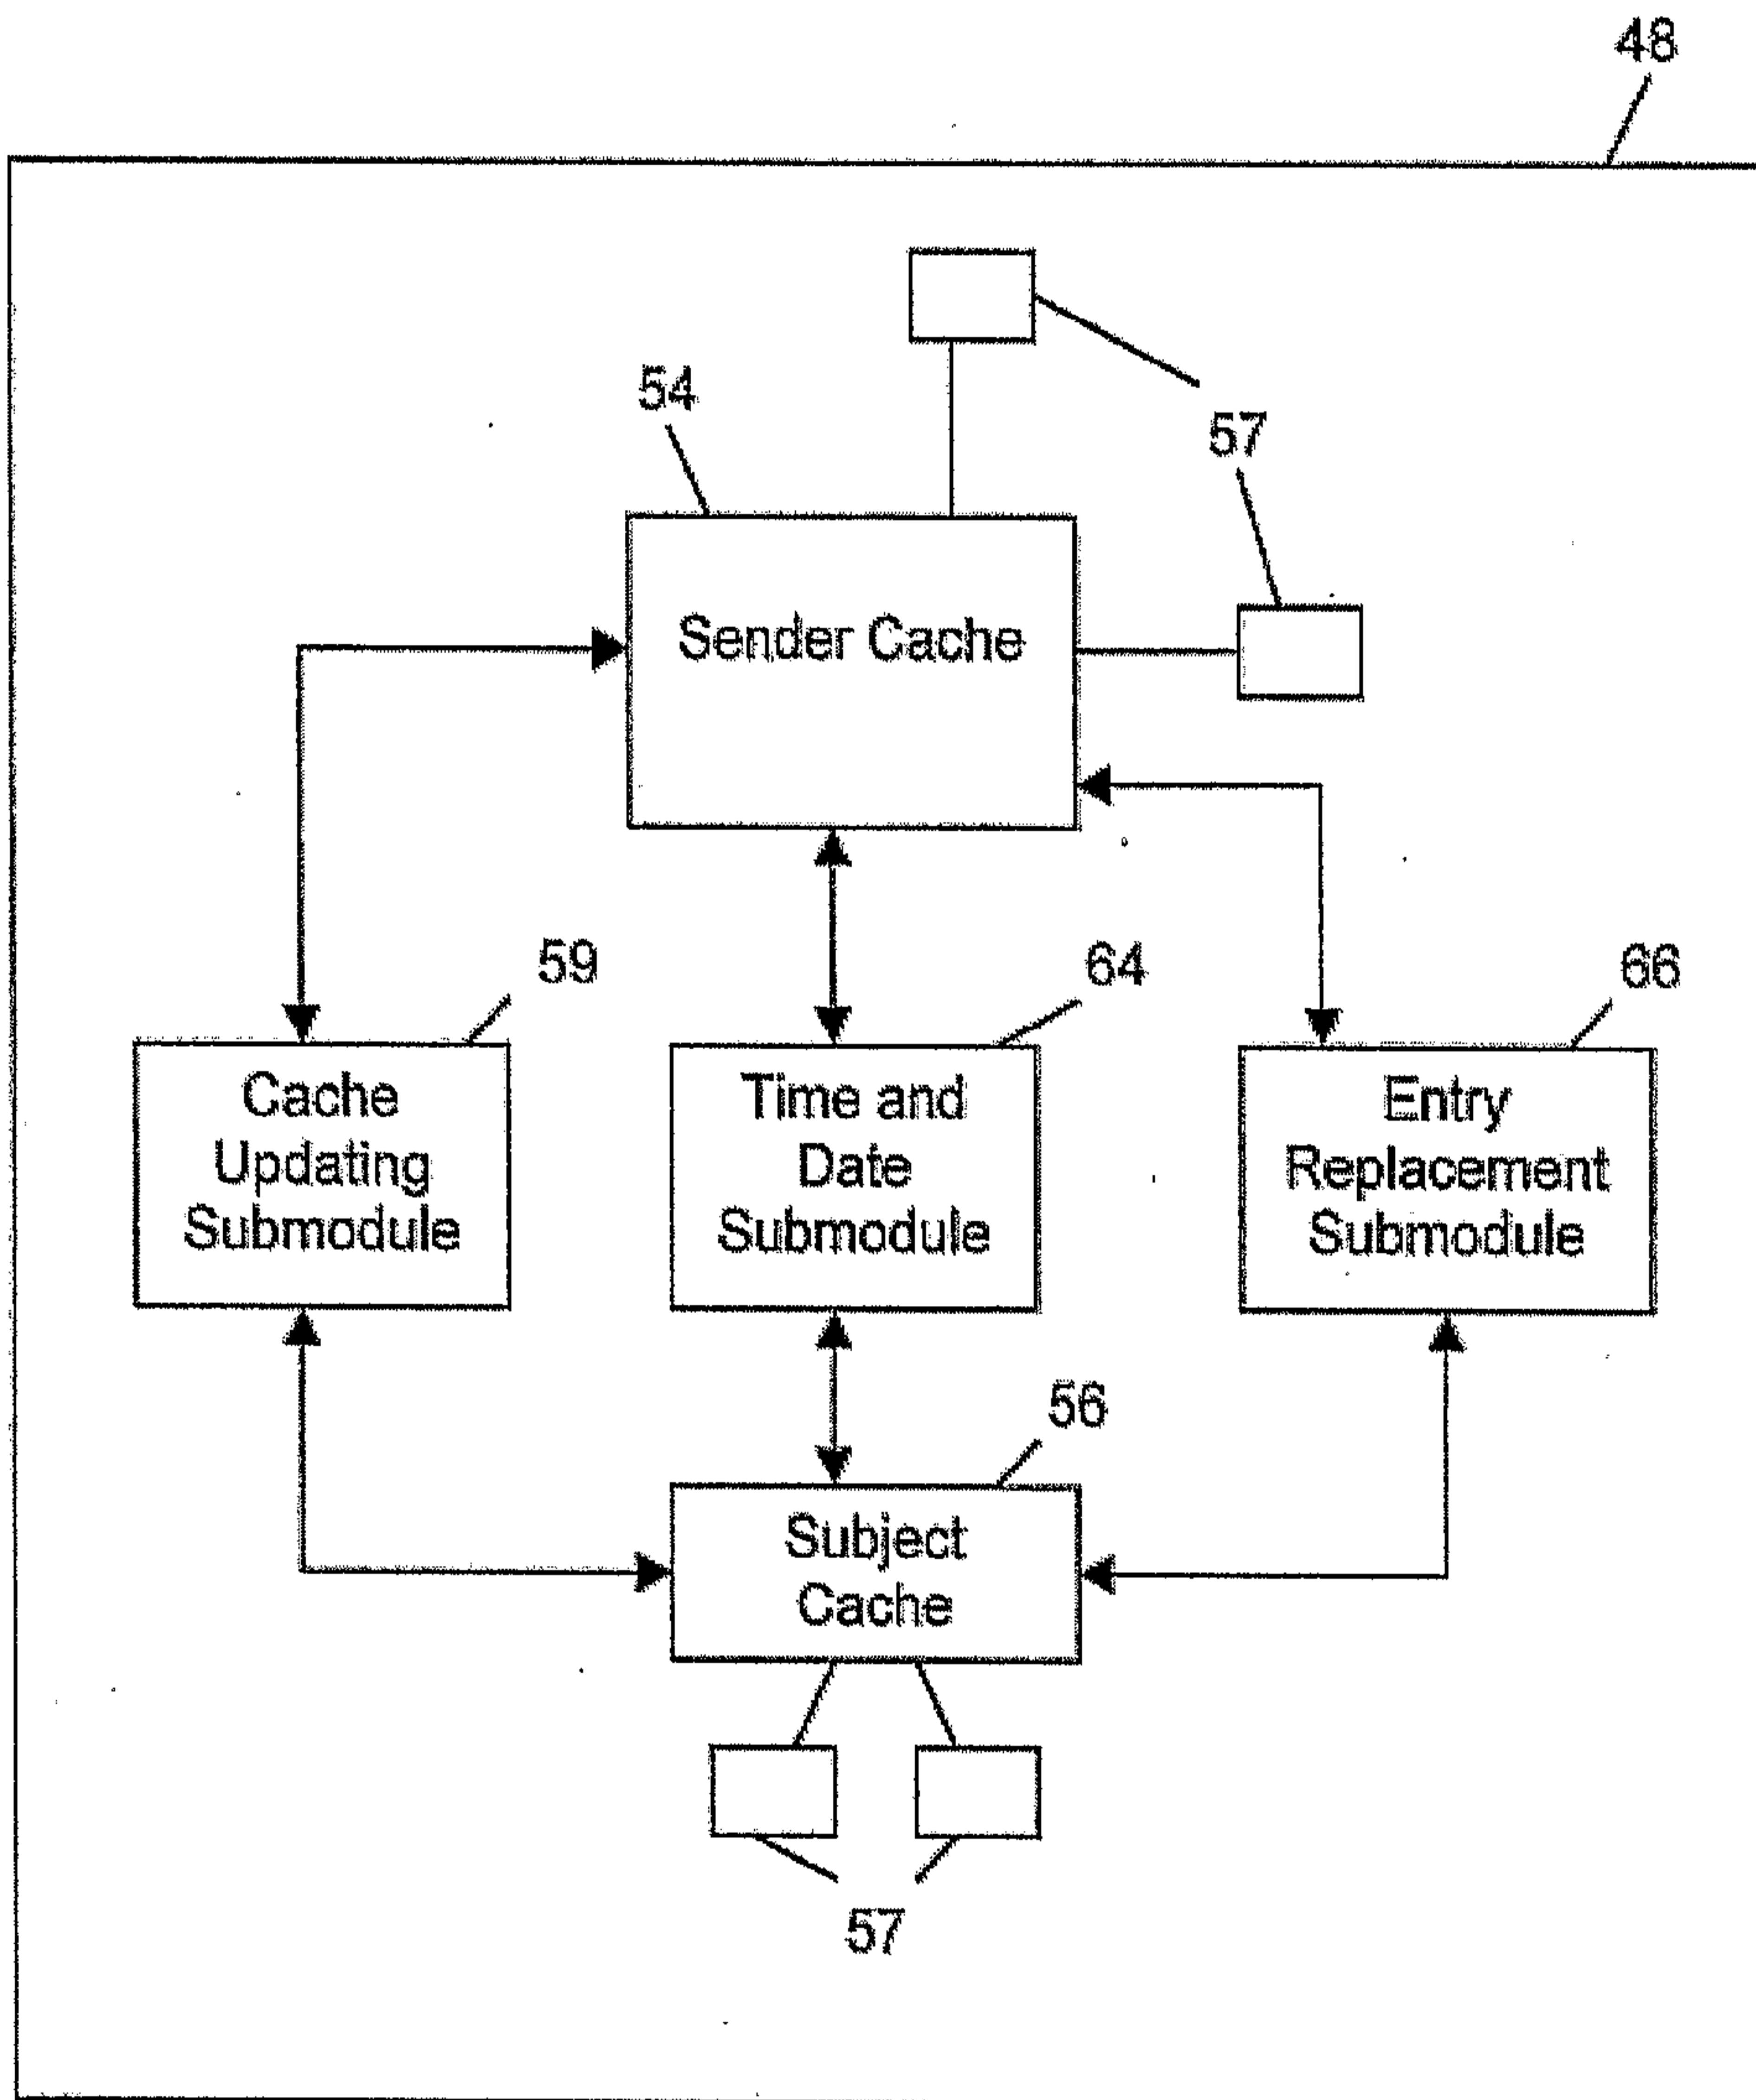 48
54
57
Sender Cache
59
64
66
Cache
Updating
Submodule
Time and
Date
Submodule
Entry
Replacement
Submodule
56
Subject
Cache
57